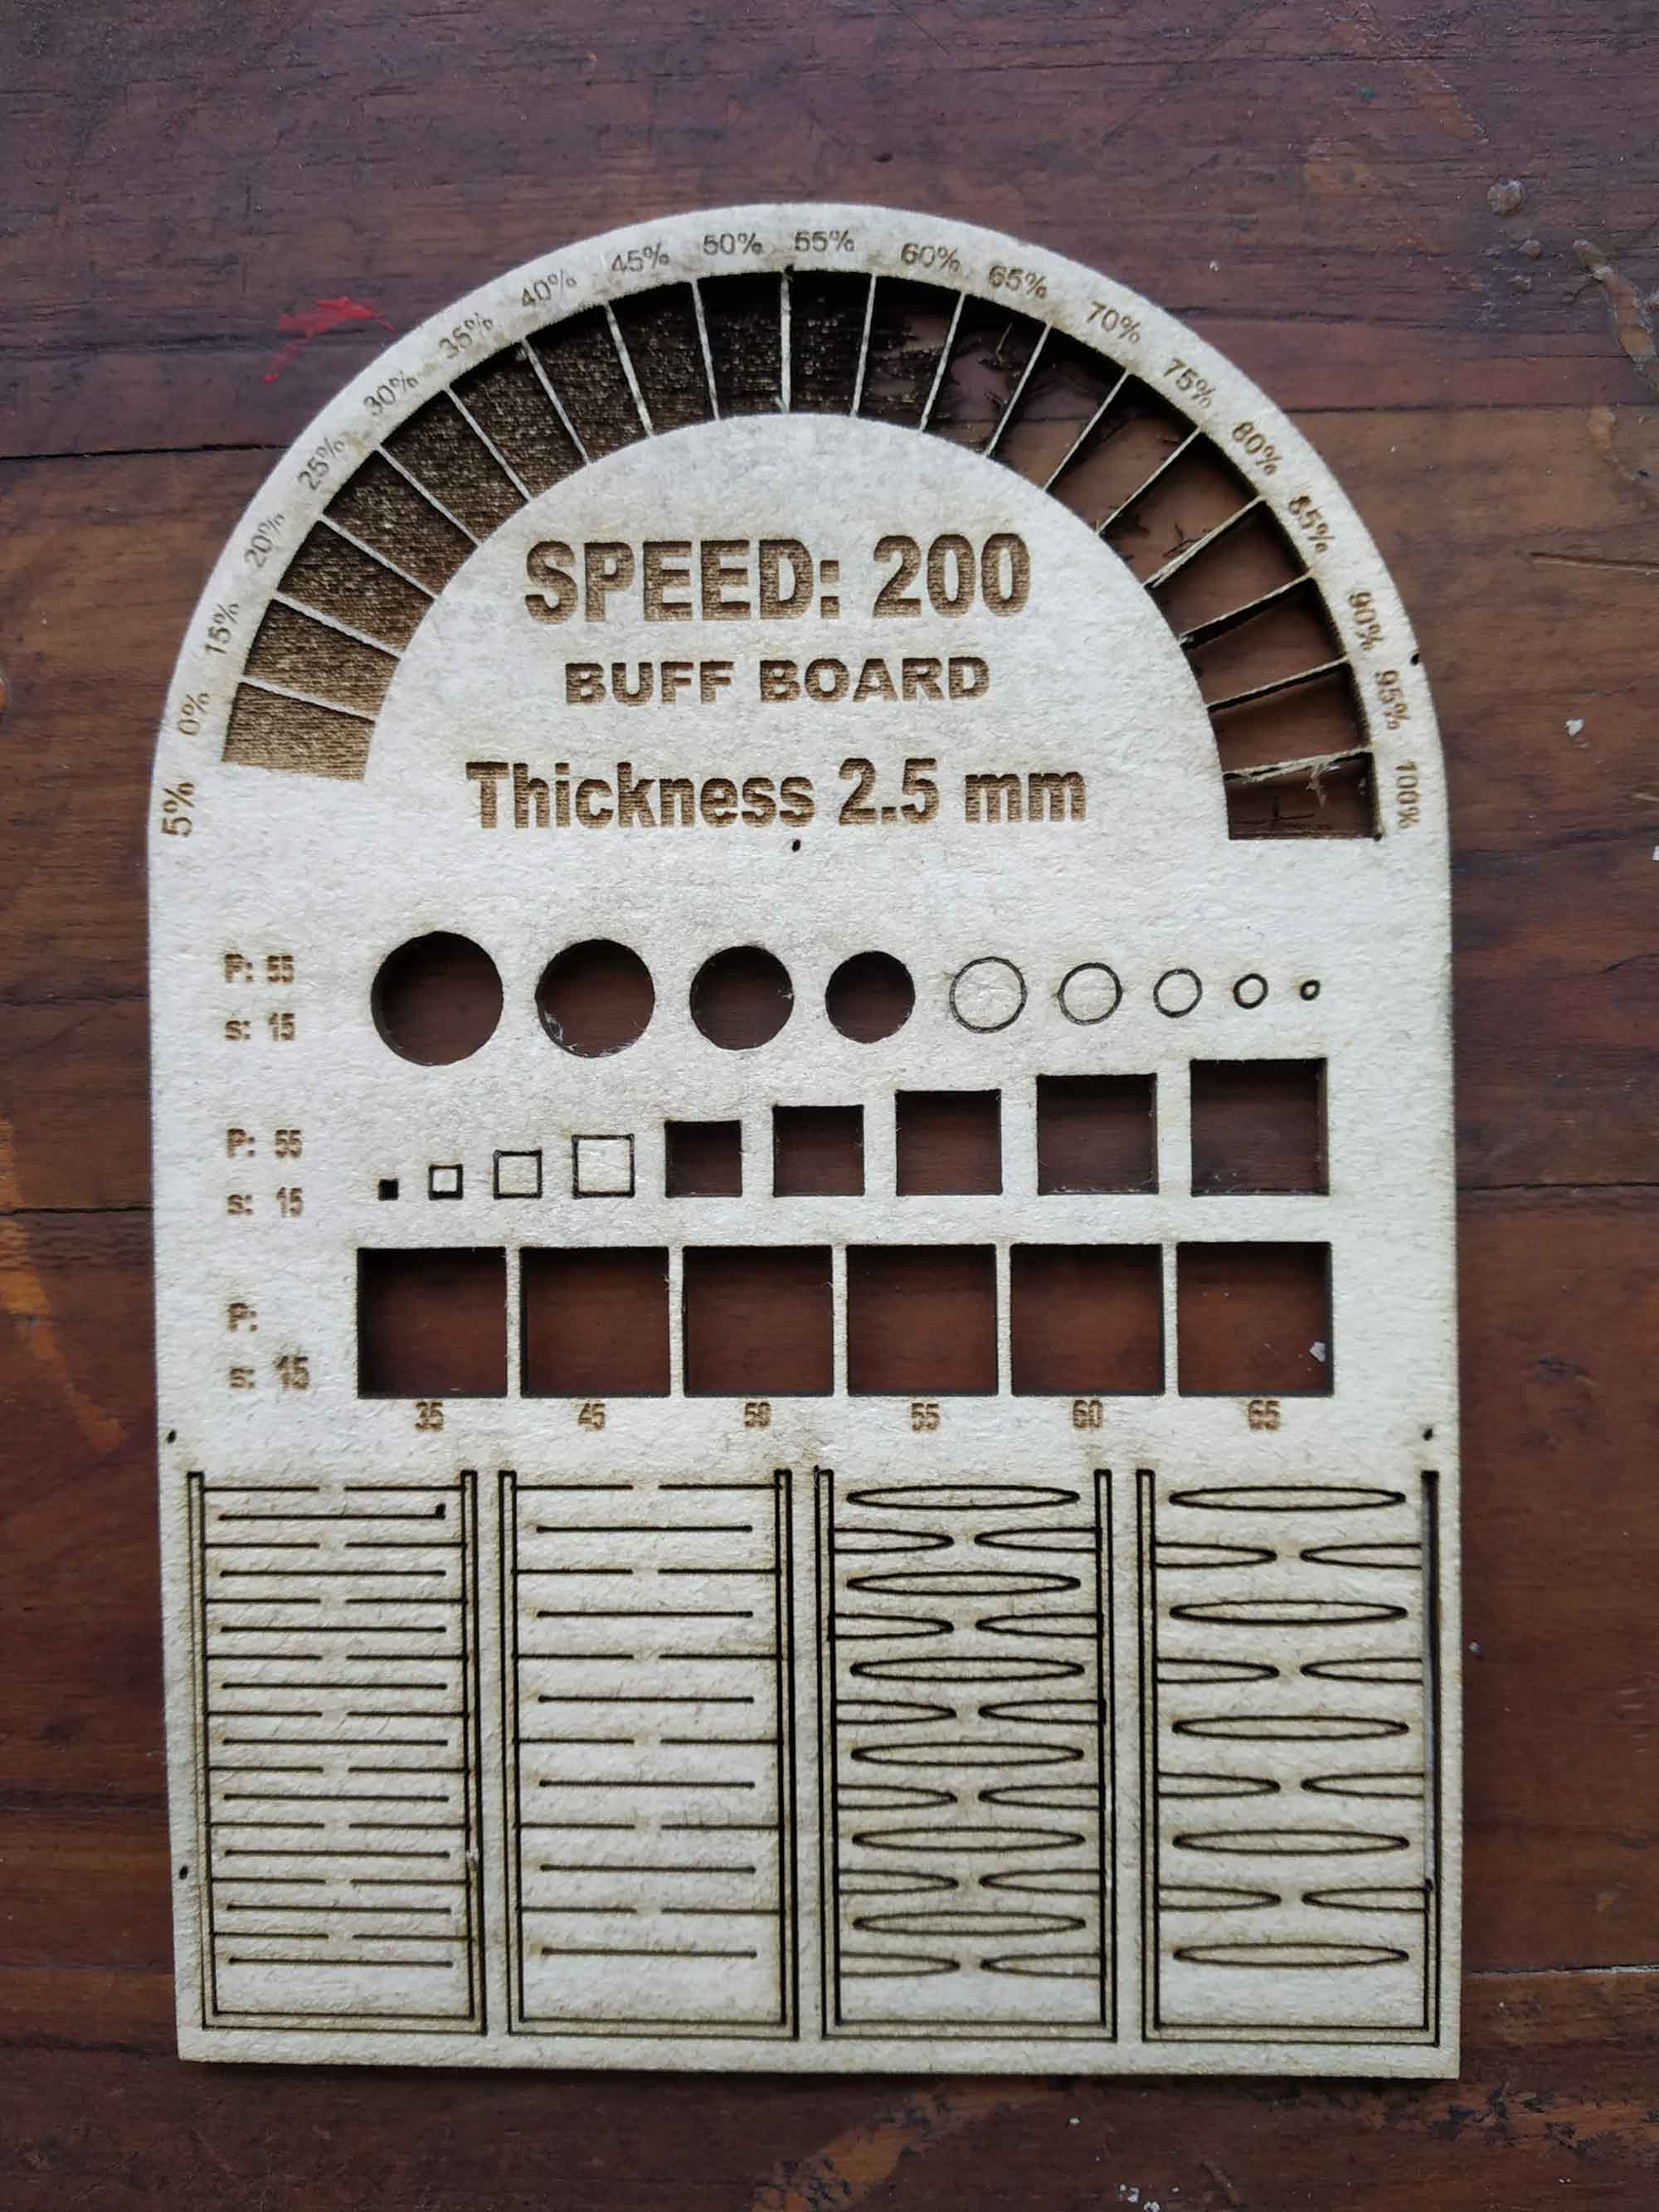 5%
0%
15%
20%
25%
30%
35%
40%
45%
50%
55%
60%
65%
70%
75%
80%
85%
90%
95%
100%
SPEED: 200
BUFF BOARD
Thickness 2.5 mm
P: 55
s: 15
P: 55
s: 15
P:
s: 15
35 45 50 55 60 65